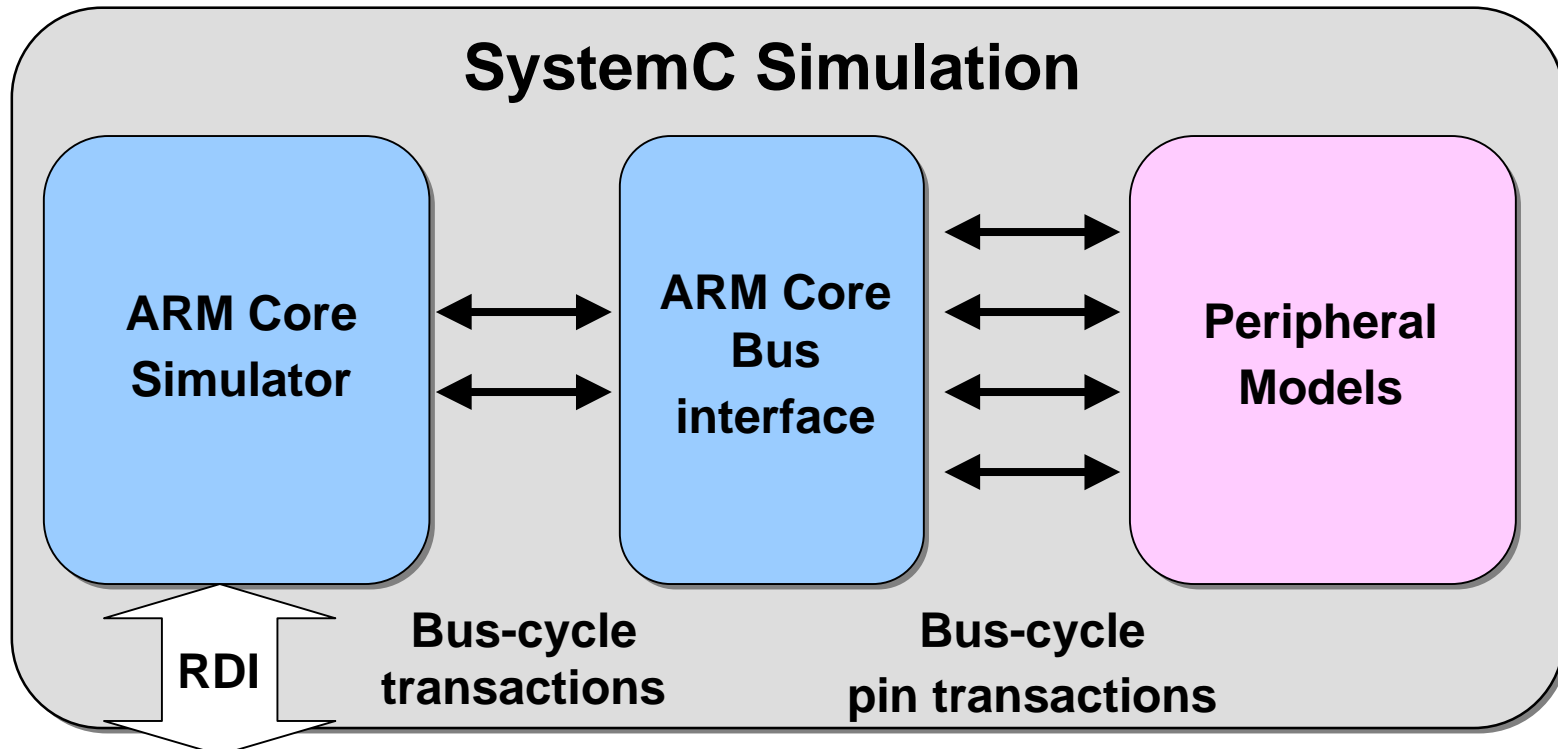 SystemC Simulation
ARM Core
Simulator
ARM Core
Bus
interface
Peripheral
Models
RDI
Bus-cycle
transactions
Bus-cycle
pin transactions